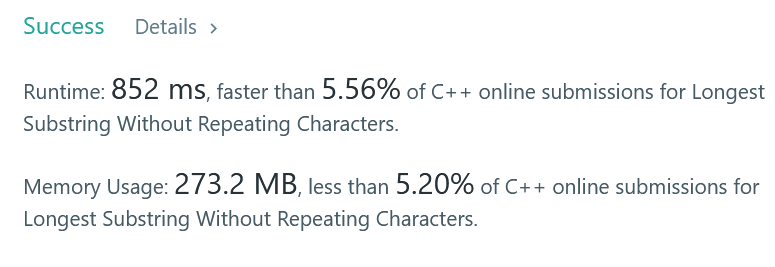 Success Details >
Runtime: 852 ms, faster than 5.56% of C++ online submissions for Longest
Substring Without Repeating Characters.
Memory Usage: 273.2 MB, less than 5.20% of C++ online submissions for
Longest Substring Without Repeating Characters.